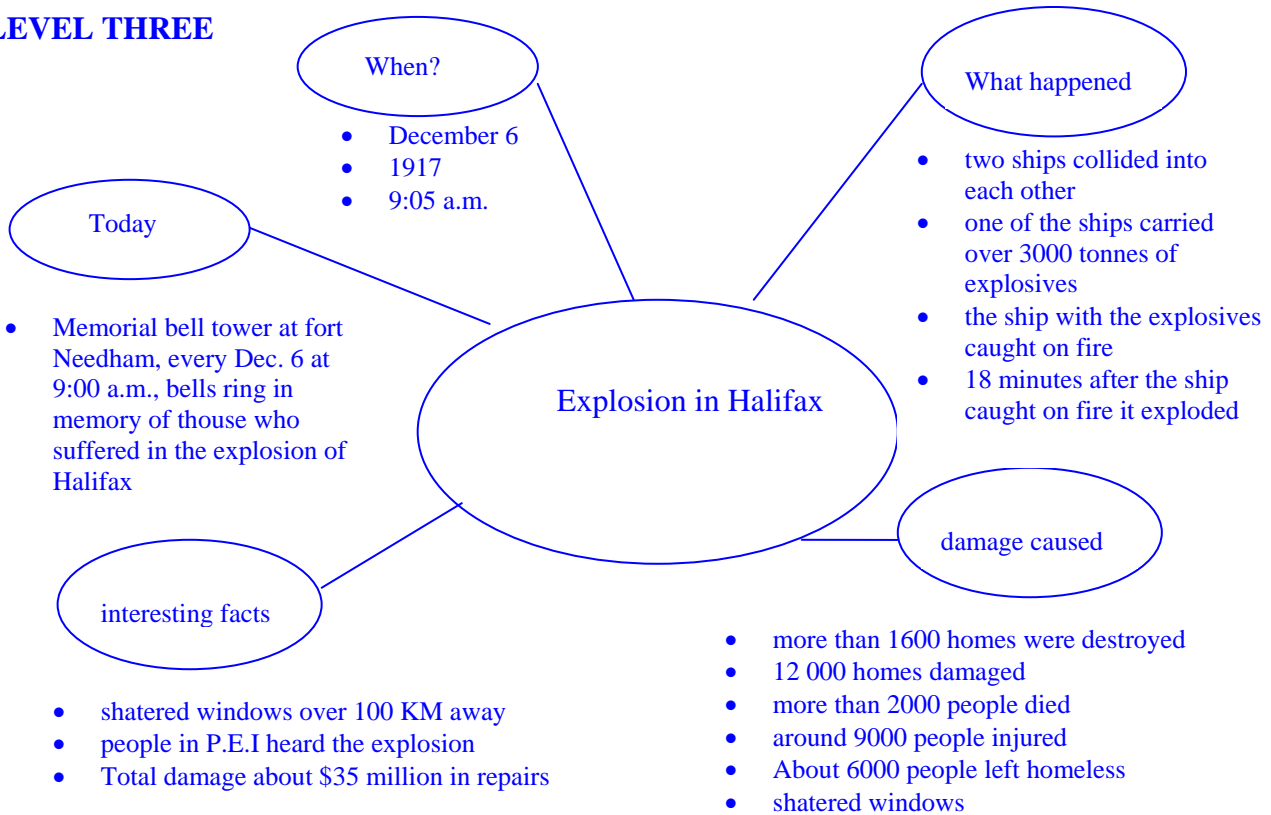 LEVEL THREE
When?
• December 6
• 1917
• 9:05 a.m.
What happened
• two ships collided into
each other
• one of the ships carried
over 3000 tonnes of
explosives
• the ship with the explosives
caught on fire
• 18 minutes after the ship
caught on fire it exploded
Today
• Memorial bell tower at fort
Needham, every Dec. 6 at
9:00 a.m., bells ring in
memory of thouse who
suffered in the explosion of
Halifax
Explosion in Halifax
damage caused
• more than 1600 homes were destroyed
• 12 000 homes damaged
• more than 2000 people died
• around 9000 people injured
• About 6000 people left homeless
• shatered windows
interesting facts
• shatered windows over 100 KM away
• people in P.E.I heard the explosion
• Total damage about $35 million in repairs